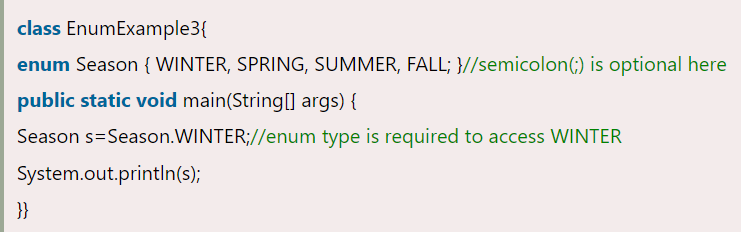 class EnumExample3{
enum Season { WINTER, SPRING, SUMMER, FALL; }//semicolon(;) is optional here
public static void main(String[] args) {
Season s=Season.WINTER;//enum type is required to access WINTER
System.out.println(s);
}}